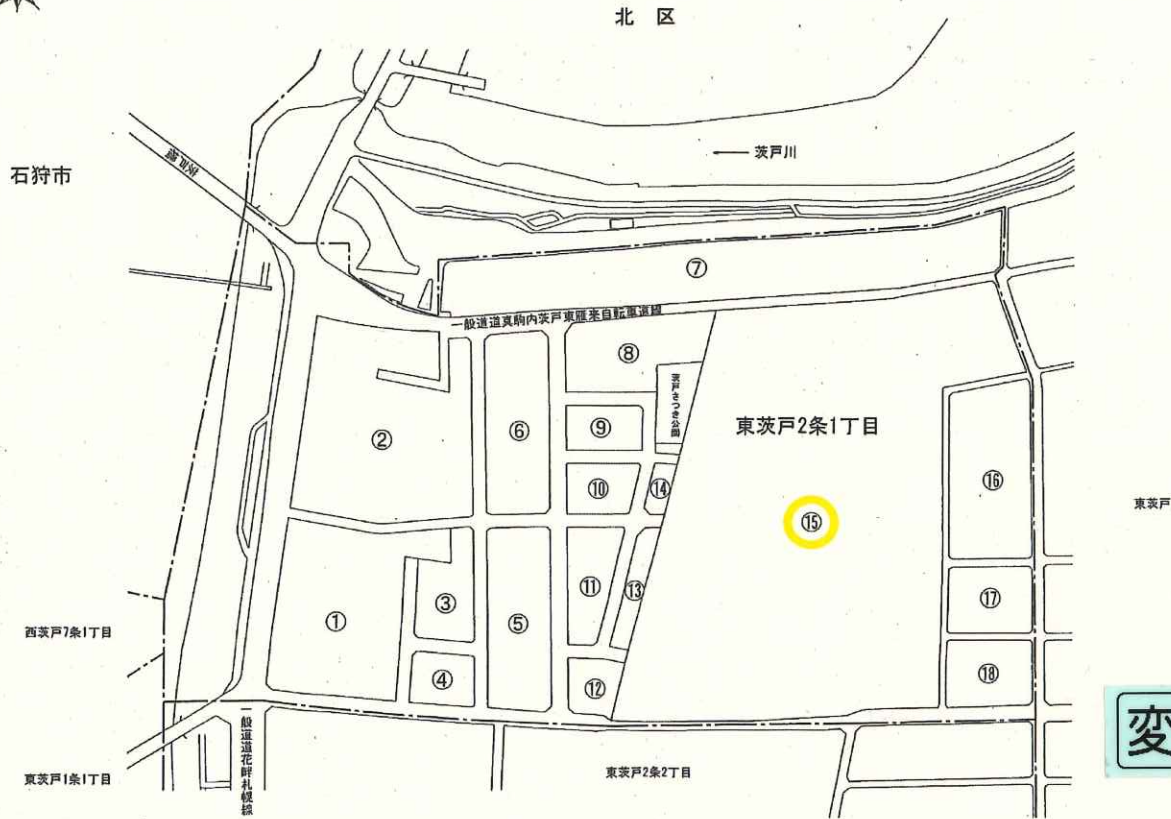 北 区
石狩市
← 茨戸川
⑦
一般道道真駒内茨戸東雁来自転車道線
⑧
茨戸さつき公園
②
⑥
⑨
東茨戸2条1丁目
⑩
⑭
⑯
⑮
東茨戸
①
③
⑤
⑪
⑬
⑰
西茨戸7条1丁目
④
⑫
⑱
一般道道花畔札幌線
東茨戸1条1丁目
東茨戸2条2丁目
変